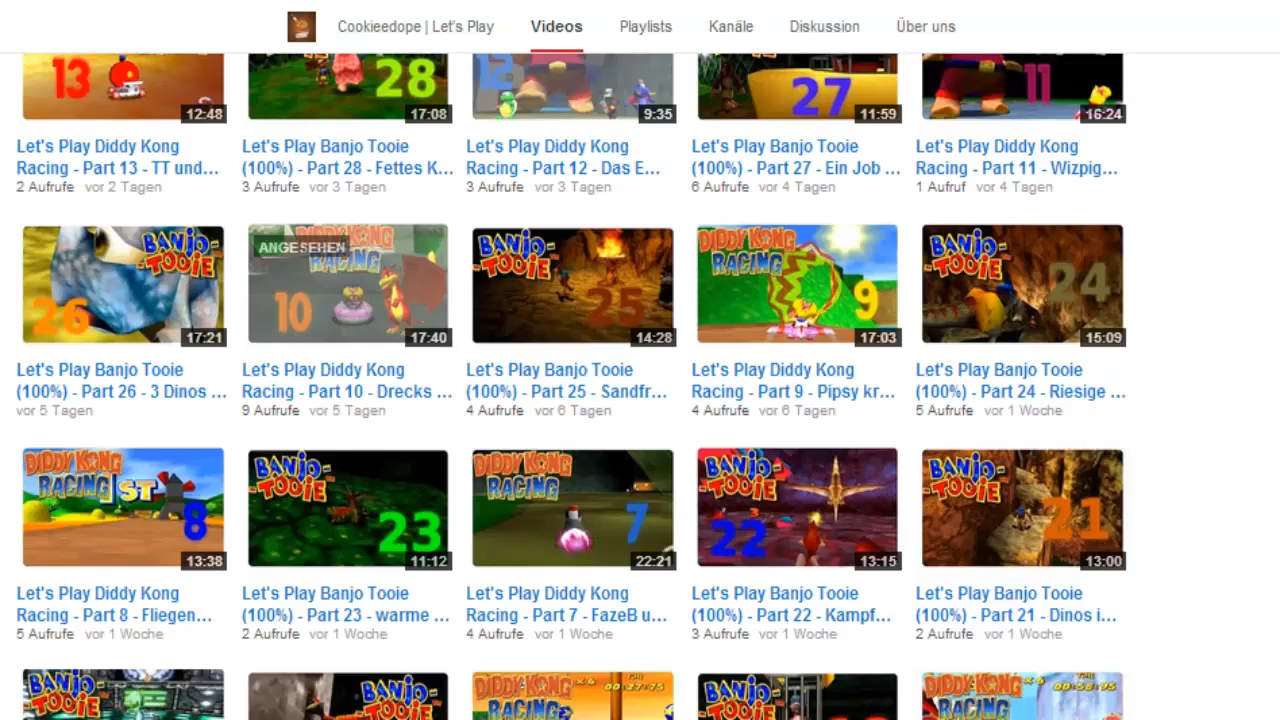 Cookieedope | Let's Play Videos Playlists Kanäle Diskussion Über uns
13 28 12 27 11
12:48 17:08 9:35 11:59 16:24
Let's Play Diddy Kong
Racing - Part 13 - TT und...
2 Aufrufe vor 2 Tagen
Let's Play Banjo Tooie
(100%) - Part 28 - Fettes K...
3 Aufrufe vor 3 Tagen
Let's Play Diddy Kong
Racing - Part 12 - Das E...
3 Aufrufe vor 3 Tagen
Let's Play Banjo Tooie
(100%) - Part 27 - Ein Job ...
6 Aufrufe vor 4 Tagen
Let's Play Diddy Kong
Racing - Part 11 - Wizpig...
1 Aufruf vor 4 Tagen
BANJO-
TOOIE
26
17:21
Let's Play Banjo Tooie
(100%) - Part 26 - 3 Dinos ...
vor 5 Tagen
ANGESEHEN
DIDDY KONG
RACING
10
17:40
Let's Play Diddy Kong
Racing - Part 10 - Drecks ...
9 Aufrufe vor 5 Tagen
BANJO-
TOOIE
25
14:28
Let's Play Banjo Tooie
(100%) - Part 25 - Sandfr...
4 Aufrufe vor 6 Tagen
DIDDY KONG
RACING
9
17:03
Let's Play Diddy Kong
Racing - Part 9 - Pipsy kr...
4 Aufrufe vor 6 Tagen
BANJO-
TOOIE
24
15:09
Let's Play Banjo Tooie
(100%) - Part 24 - Riesige ...
5 Aufrufe vor 1 Woche
DIDDY KONG
RACING ST
8
13:38
Let's Play Diddy Kong
Racing - Part 8 - Fliegen...
5 Aufrufe vor 1 Woche
BANJO-
TOOIE
23
11:12
Let's Play Banjo Tooie
(100%) - Part 23 - warme ...
2 Aufrufe vor 1 Woche
DIDDY KONG
RACING
7
22:21
Let's Play Diddy Kong
Racing - Part 7 - FazeB u...
4 Aufrufe vor 1 Woche
BANJO-
TOOIE
22
13:15
Let's Play Banjo Tooie
(100%) - Part 22 - Kampf...
3 Aufrufe vor 1 Woche
BANJO-
TOOIE
21
13:00
Let's Play Banjo Tooie
(100%) - Part 21 - Dinos i...
2 Aufrufe vor 1 Woche
BANJO-
TOOIE
BANJO-
TOOIE
DIDDY KONG
RACING
BANJO-
TOOIE
DIDDY KONG
RACING